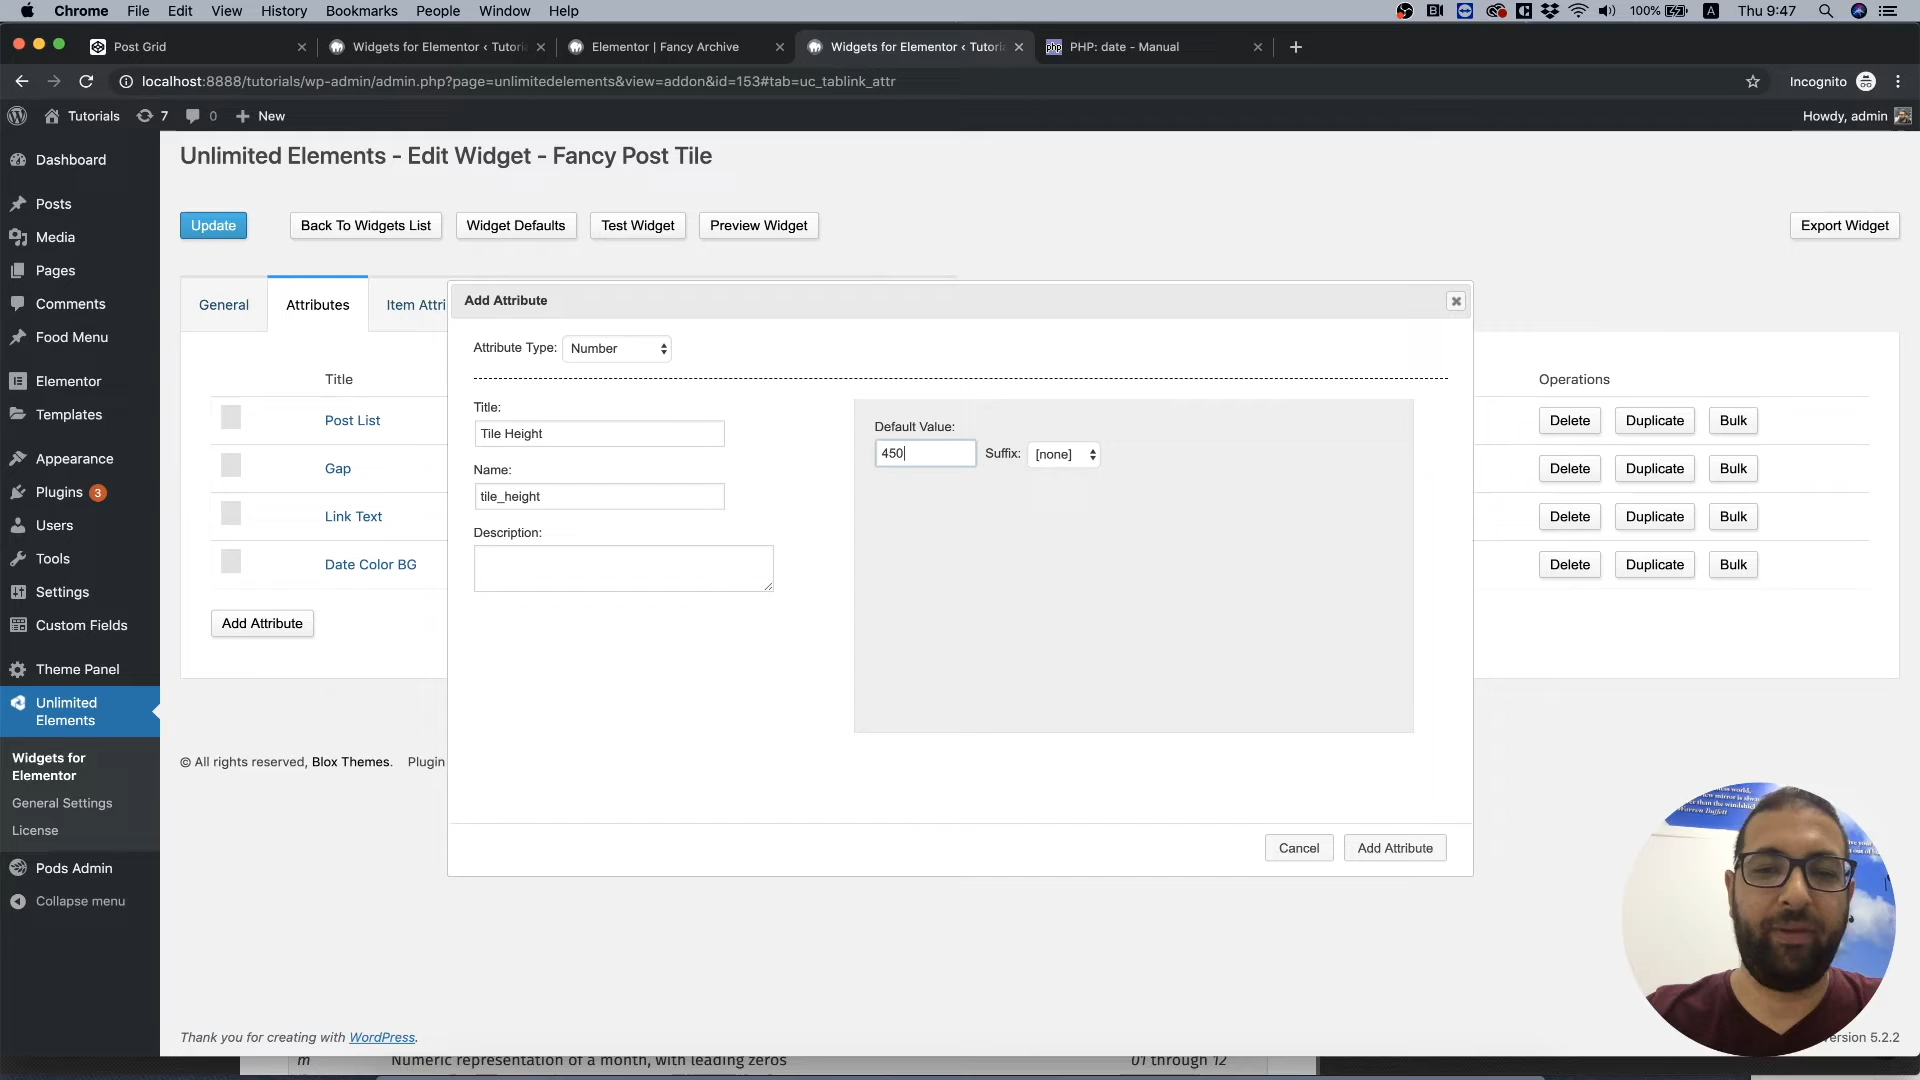 Chrome File Edit View History Bookmarks People Window Help 100% A Thu 9:47
Post Grid Widgets for Elementor ‹ Tutoria Elementor | Fancy Archive Widgets for Elementor ‹ Tutoria php PHP: date - Manual
localhost:8888/tutorials/wp-admin/admin.php?page=unlimitedelements&view=addon&id=153#tab=uc_tablink_attr Incognito
Tutorials 7 0 New Howdy, admin
Unlimited Elements - Edit Widget - Fancy Post Tile
Update Back To Widgets List Widget Defaults Test Widget Preview Widget Export Widget
Dashboard
Posts
Media
Pages
Comments
Food Menu
Elementor
Templates
Appearance
Plugins 3
Users
Tools
Settings
Custom Fields
Theme Panel
Unlimited
Elements
Widgets for
Elementor
General Settings
License
Pods Admin
Collapse menu
General Attributes Item Attri
Title Operations
Post List Delete Duplicate Bulk
Gap Delete Duplicate Bulk
Link Text Delete Duplicate Bulk
Date Color BG Delete Duplicate Bulk
Add Attribute
Add Attribute
Attribute Type: Number
Title:
Tile Height
Name:
tile_height
Description:
Default Value:
450 Suffix: [none]
Cancel Add Attribute
© All rights reserved, Blox Themes. Plugin
Thank you for creating with WordPress. Version 5.2.2
m Numeric representation of a month, with leading zeros 01 through 12